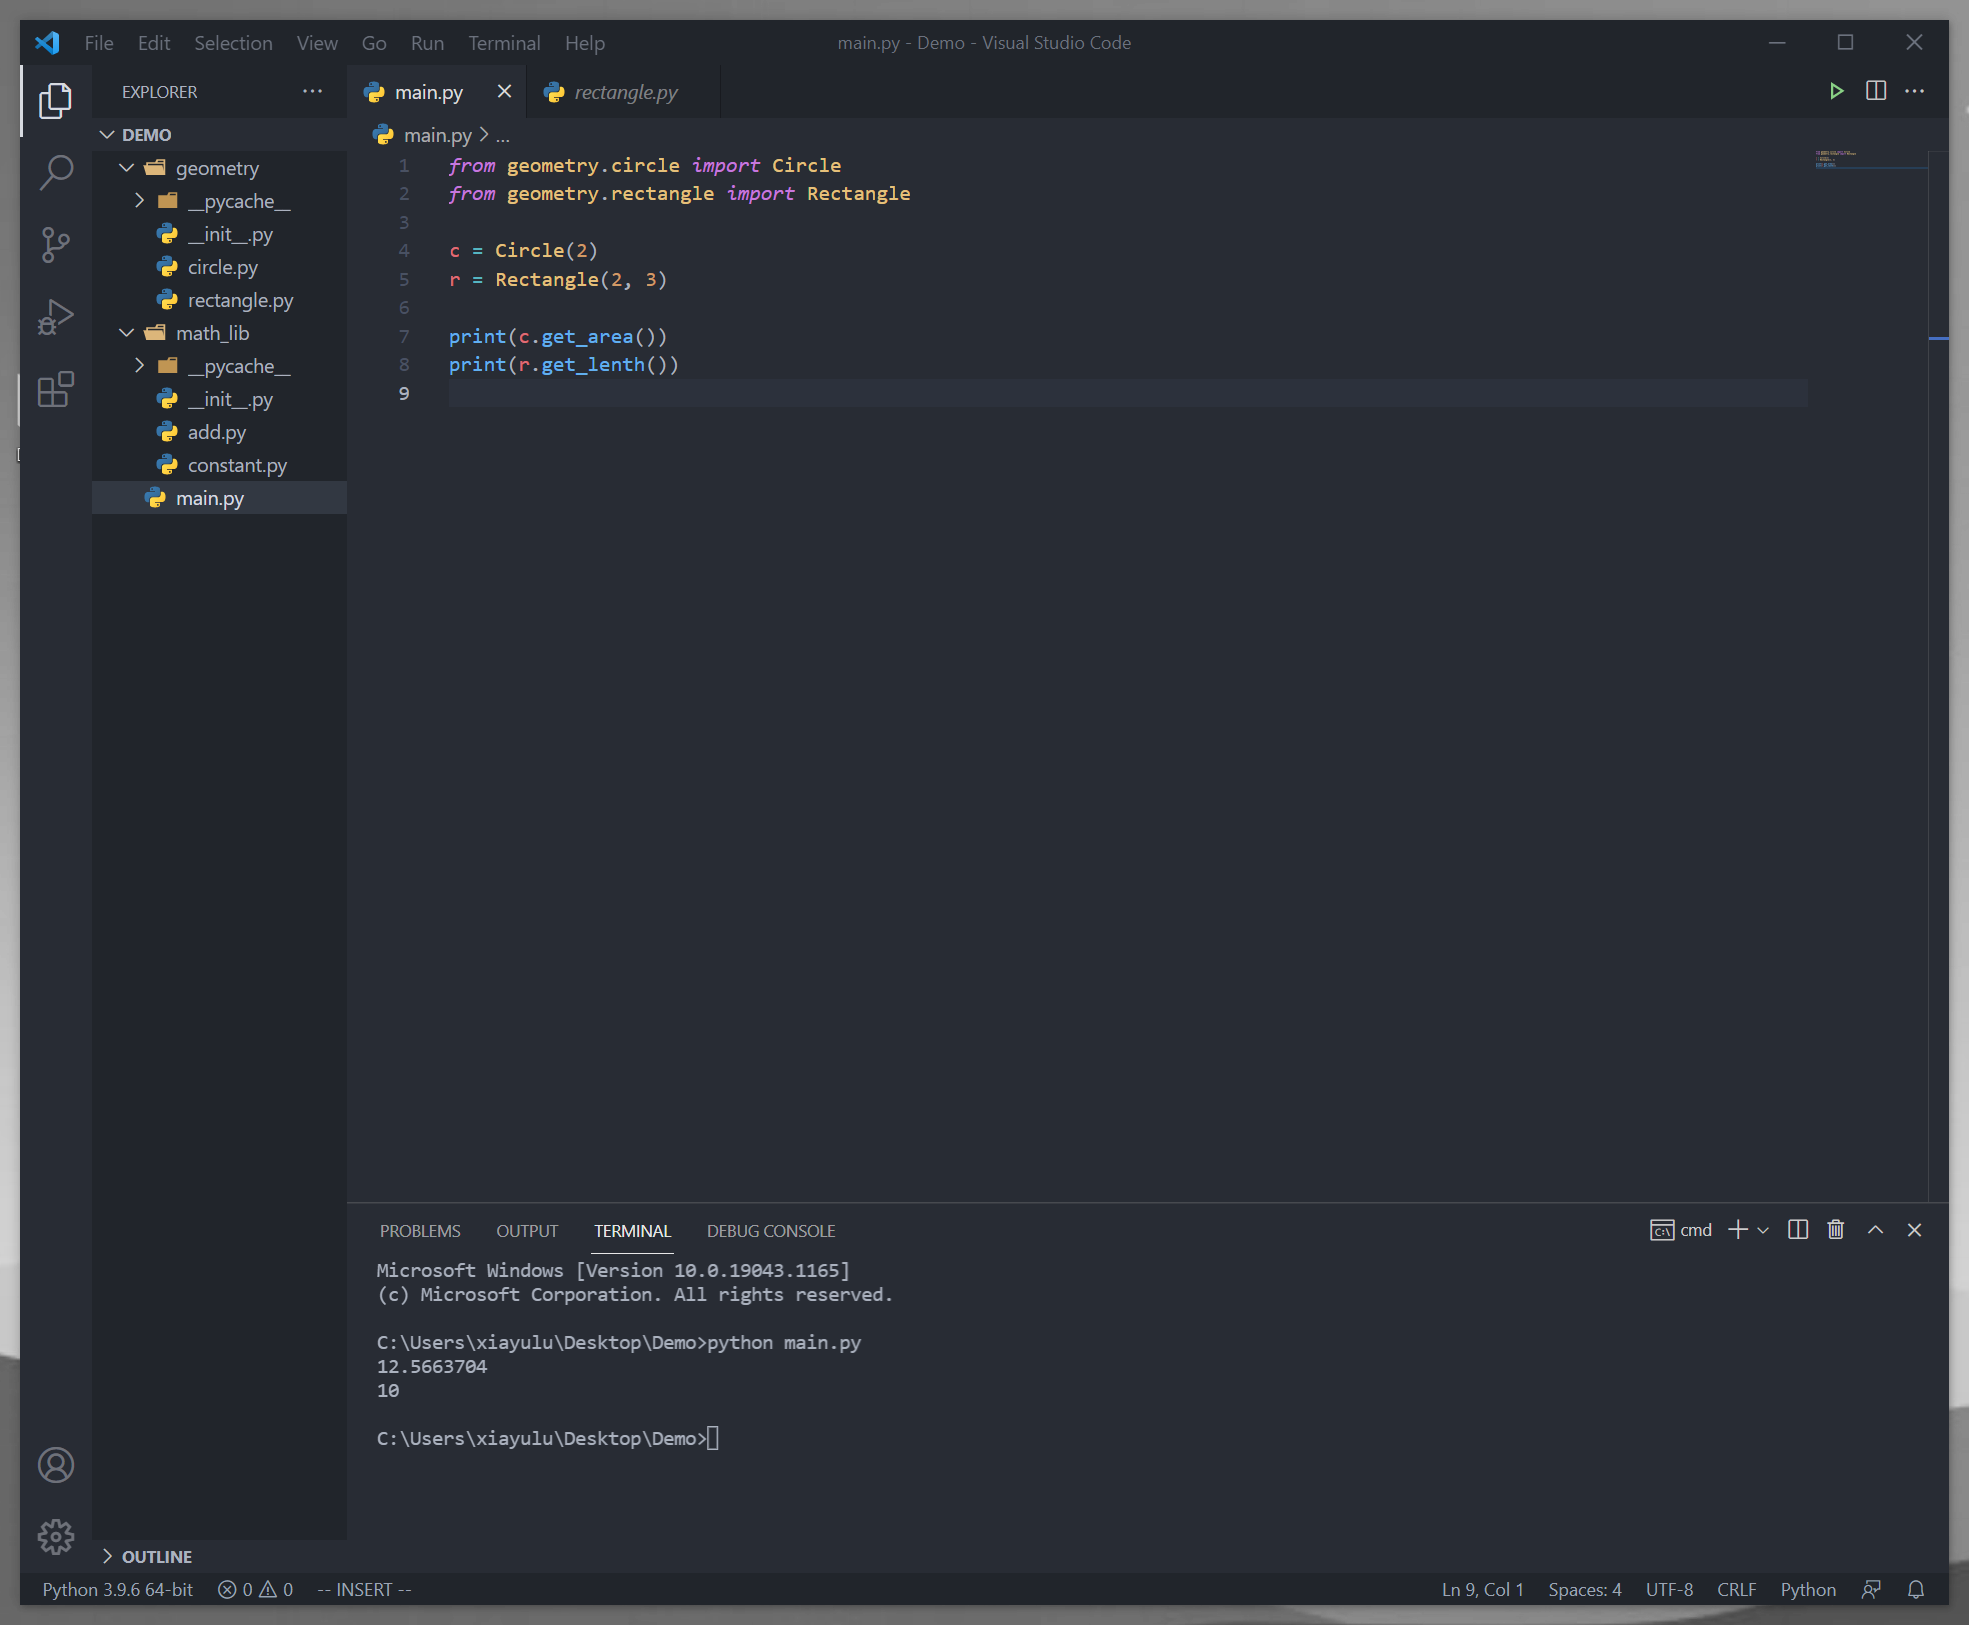 File Edit Selection View Go Run Terminal Help
main.py - Demo - Visual Studio Code
EXPLORER
DEMO
geometry
__pycache__
__init__.py
circle.py
rectangle.py
math_lib
__pycache__
__init__.py
add.py
constant.py
main.py
OUTLINE
main.py rectangle.py
main.py > ...
1 from geometry.circle import Circle
2 from geometry.rectangle import Rectangle
3
4 c = Circle(2)
5 r = Rectangle(2, 3)
6
7 print(c.get_area())
8 print(r.get_lenth())
9
PROBLEMS OUTPUT TERMINAL DEBUG CONSOLE
cmd
Microsoft Windows [Version 10.0.19043.1165]
(c) Microsoft Corporation. All rights reserved.
C:\Users\xiayulu\Desktop\Demo>python main.py
12.5663704
10
C:\Users\xiayulu\Desktop\Demo>
Python 3.9.6 64-bit 0 0 -- INSERT -- Ln 9, Col 1 Spaces: 4 UTF-8 CRLF Python